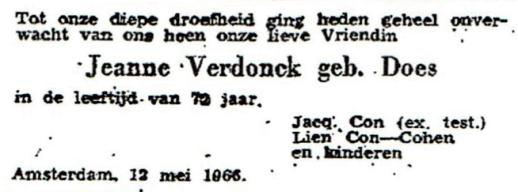 Tot onze diepe droefheid ging heden geheel onver-
wacht van ons heen onze lieve Vriendin
Jeanne Verdonck geb. Does
in de leeftijd van 72 jaar.
Jacq. Con (ex. test.)
Lien Con—Cohen
en kinderen
Amsterdam, 12 mei 1966.